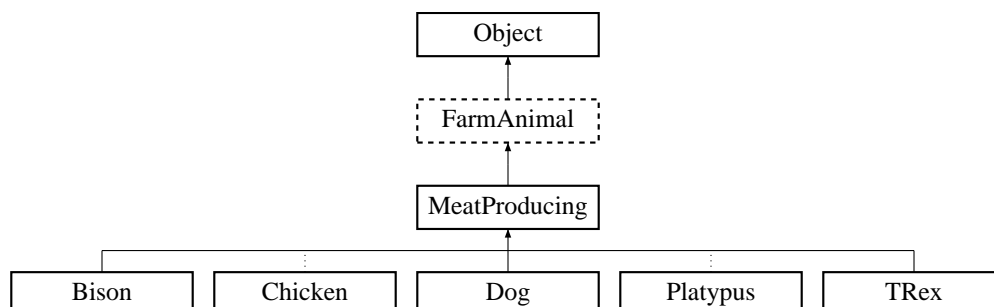 Object
FarmAnimal
MeatProducing
Bison Chicken Dog Platypus TRex